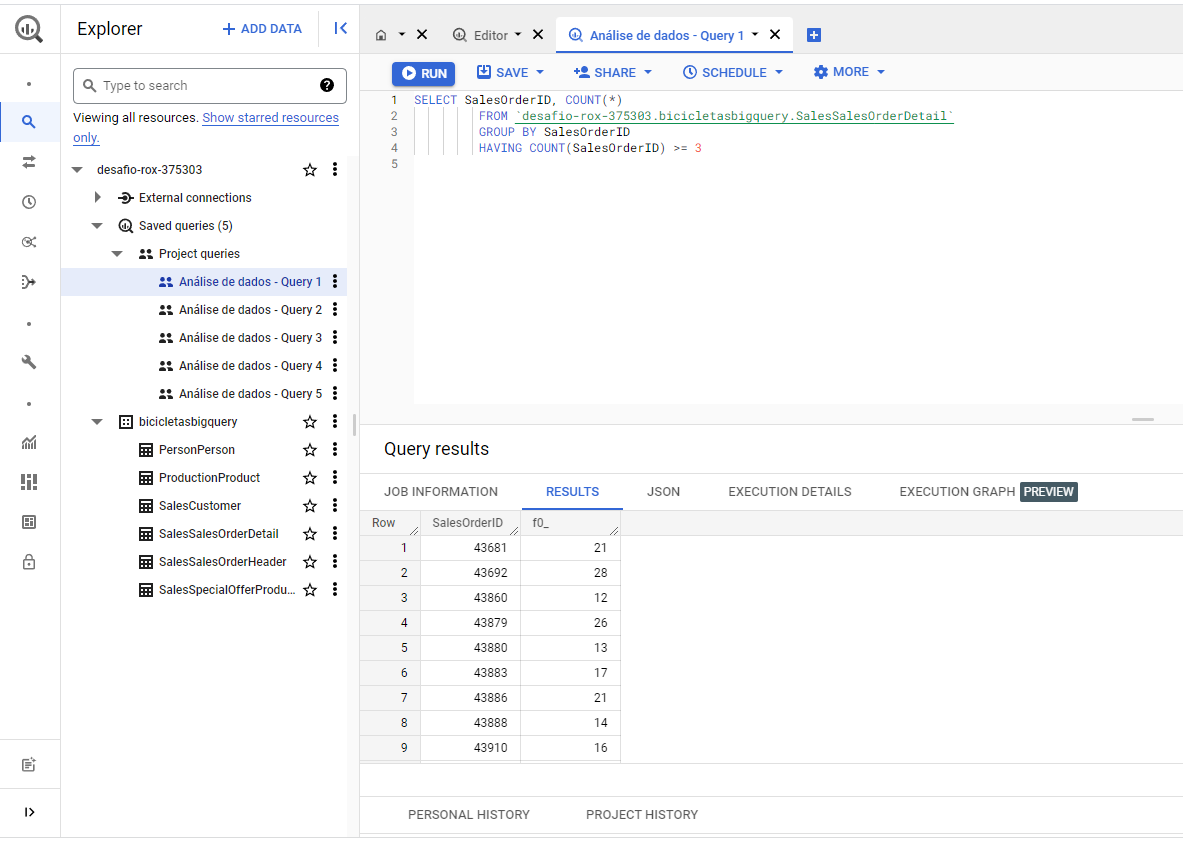 Explorer
+ ADD DATA
Type to search
Viewing all resources. Show starred resources
only.
desafio-rox-375303
External connections
Saved queries (5)
Project queries
Análise de dados - Query 1
Análise de dados - Query 2
Análise de dados - Query 3
Análise de dados - Query 4
Análise de dados - Query 5
bicicletasbigquery
PersonPerson
ProductionProduct
SalesCustomer
SalesSalesOrderDetail
SalesSalesOrderHeader
SalesSpecialOfferProdu...
Editor
Análise de dados - Query 1
RUN SAVE SHARE SCHEDULE MORE
1 SELECT SalesOrderID, COUNT(*)
2 FROM `desafio-rox-375303.bicicletasbigquery.SalesSalesOrderDetail`
3 GROUP BY SalesOrderID
4 HAVING COUNT(SalesOrderID) >= 3
5
Query results
JOB INFORMATION RESULTS JSON EXECUTION DETAILS EXECUTION GRAPH PREVIEW
Row SalesOrderID f0_
1 43681 21
2 43692 28
3 43860 12
4 43879 26
5 43880 13
6 43883 17
7 43886 21
8 43888 14
9 43910 16
PERSONAL HISTORY PROJECT HISTORY